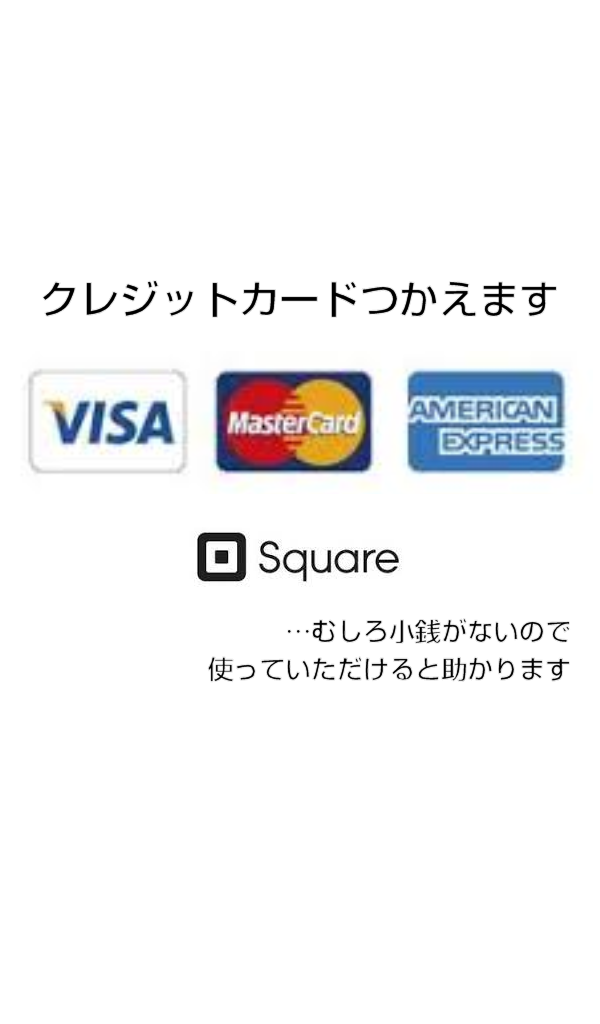 クレジットカードつかえます
VISA MasterCard AMERICAN EXPRESS
Square
…むしろ小銭がないので
使っていただけると助かります